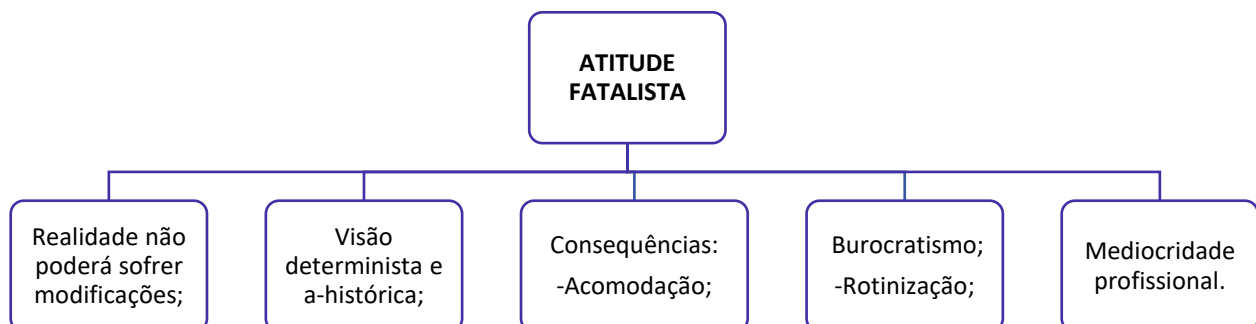 ATITUDE
FATALISTA
Realidade não
poderá sofrer
modificações;
Visão
determinista e
a-histórica;
Consequências:
-Acomodação;
Burocratismo;
-Rotinização;
Mediocridade
profissional.